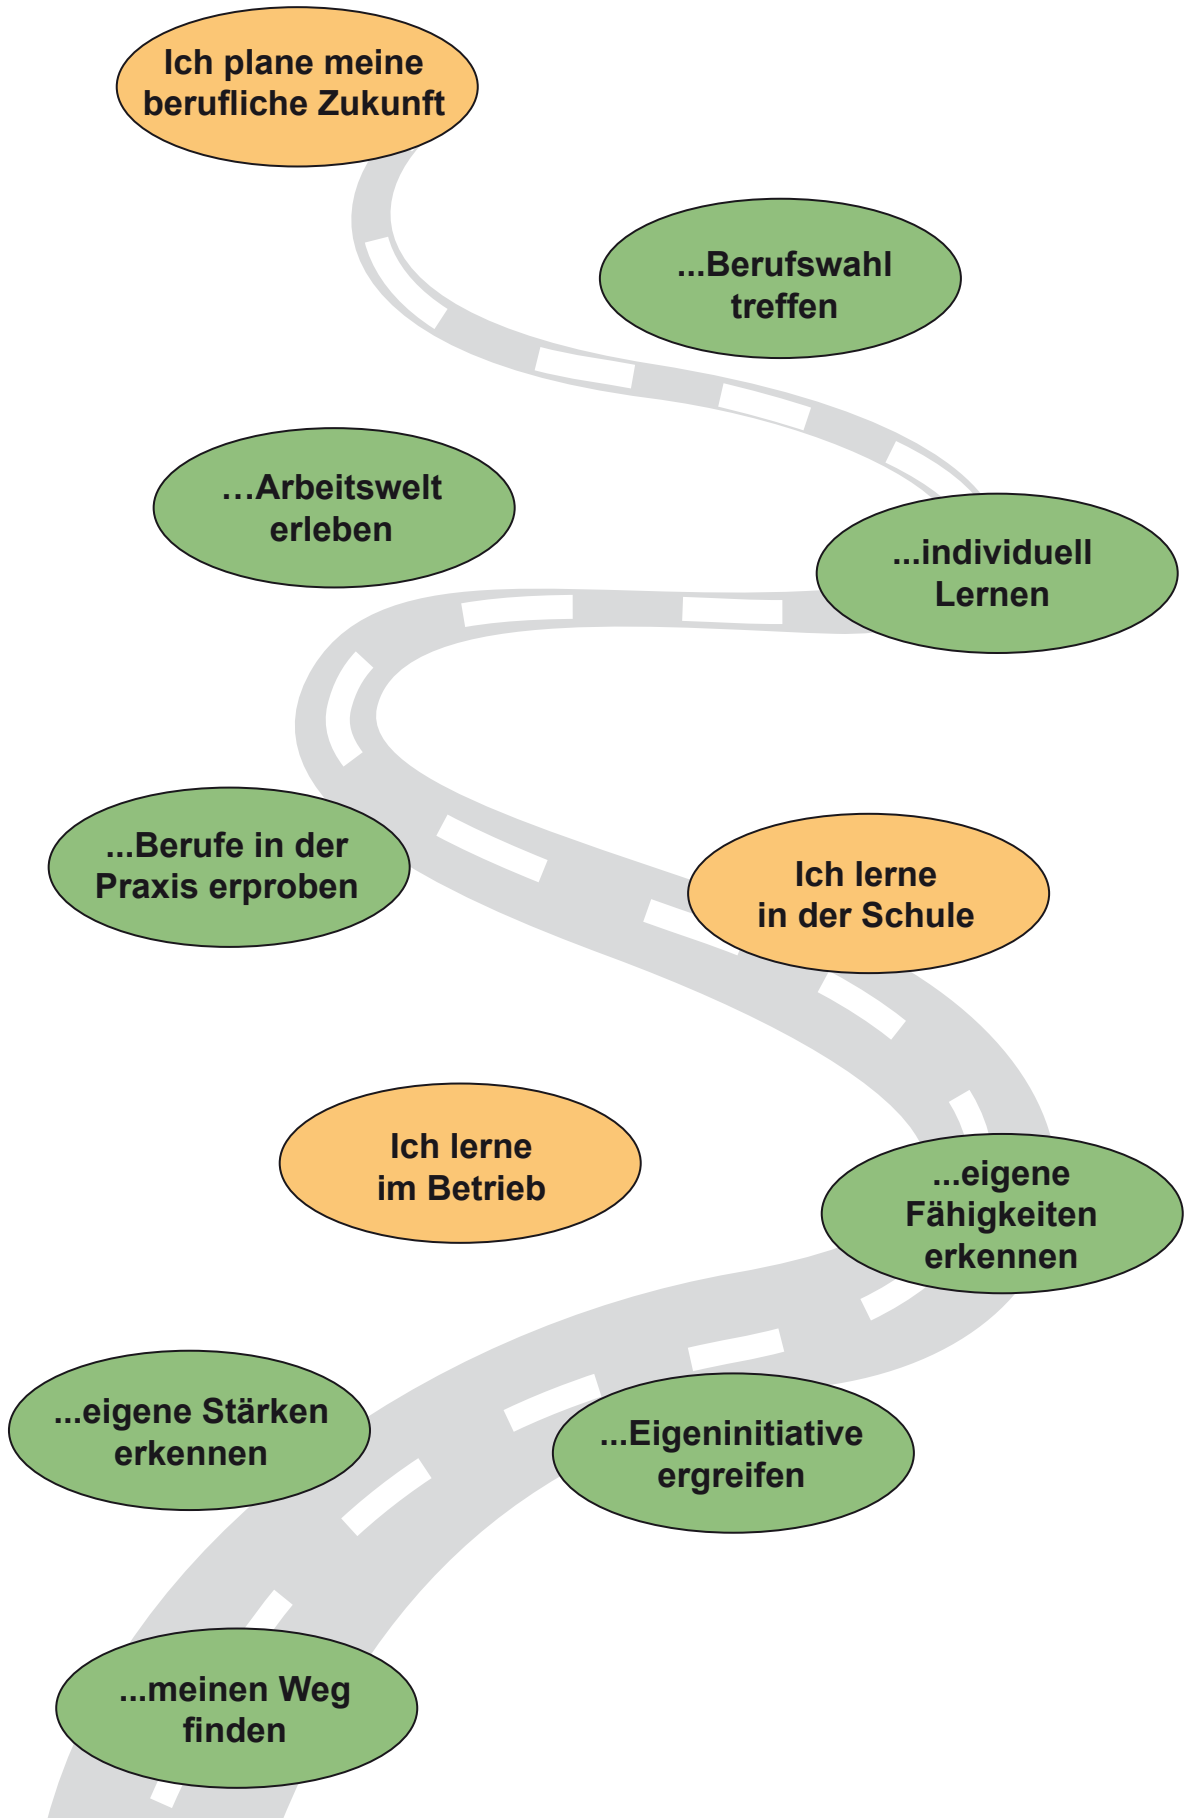 Ich plane meine
berufliche Zukunft
...Berufswahl
treffen
...Arbeitswelt
erleben
...individuell
Lernen
...Berufe in der
Praxis erproben
Ich lerne
in der Schule
Ich lerne
im Betrieb
...eigene
Fähigkeiten
erkennen
...eigene Stärken
erkennen
...Eigeninitiative
ergreifen
...meinen Weg
finden